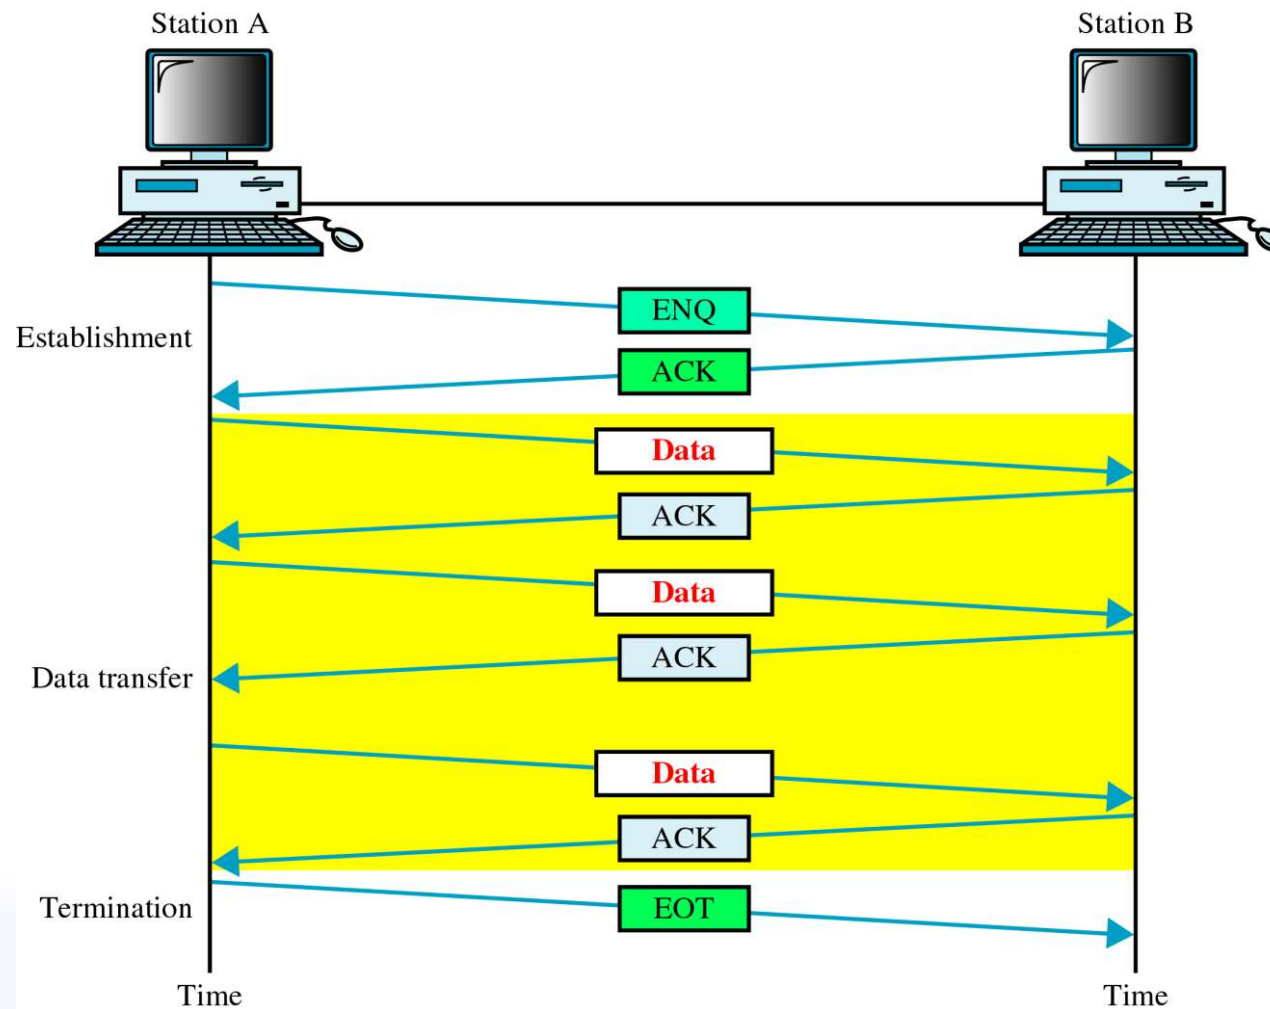 Station A
Station B
ENQ
Establishment
ACK
Data
ACK
Data
ACK
Data transfer
Data
ACK
Termination
EOT
Time
Time